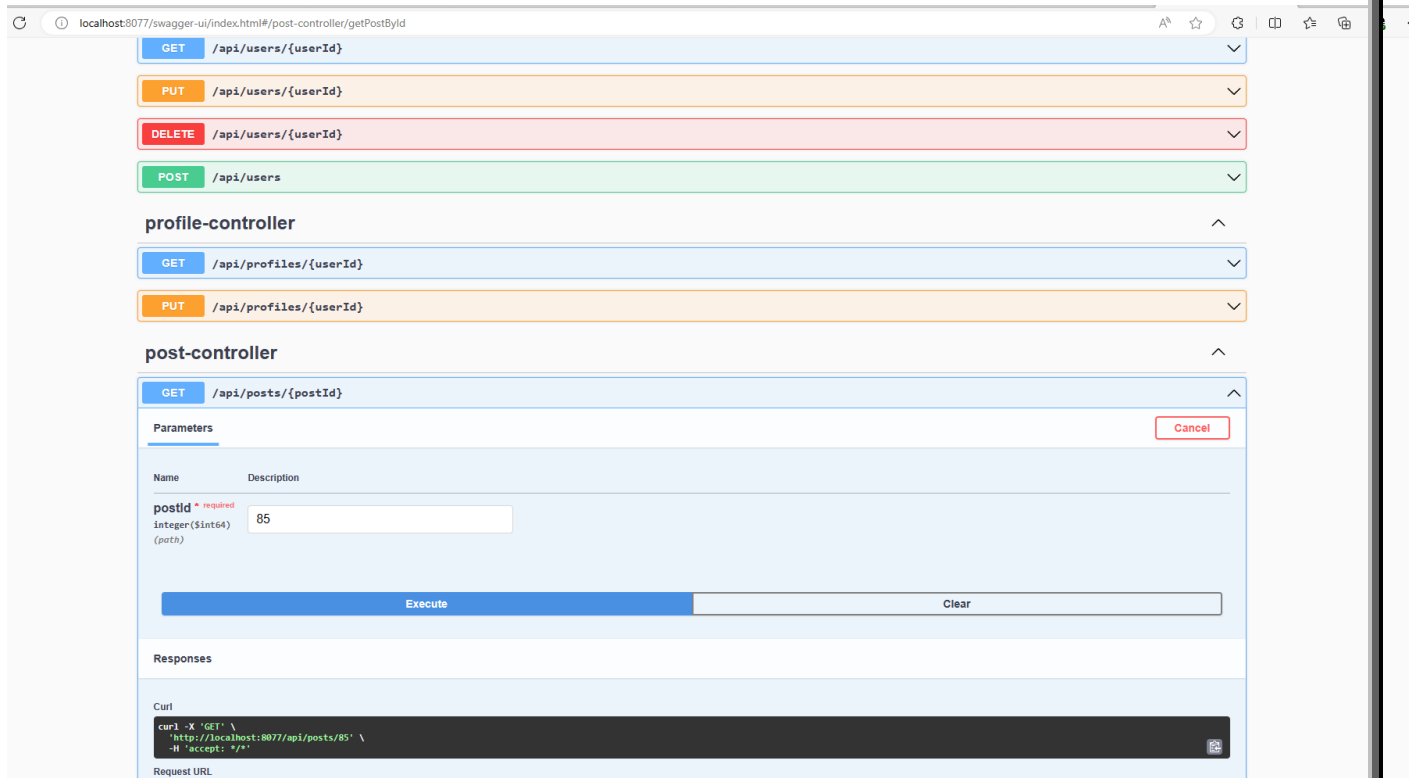 localhost:8077/swagger-ui/index.html#/post-controller/getPostById
GET /api/users/{userId}
PUT /api/users/{userId}
DELETE /api/users/{userId}
POST /api/users
profile-controller
GET /api/profiles/{userId}
PUT /api/profiles/{userId}
post-controller
GET /api/posts/{postId}
Parameters
Cancel
Name Description
postId * required
integer($int64)
(path)
85
Execute Clear
Responses
Curl
curl -X 'GET' \
'http://localhost:8077/api/posts/85' \
-H 'accept: */*'
Request URL